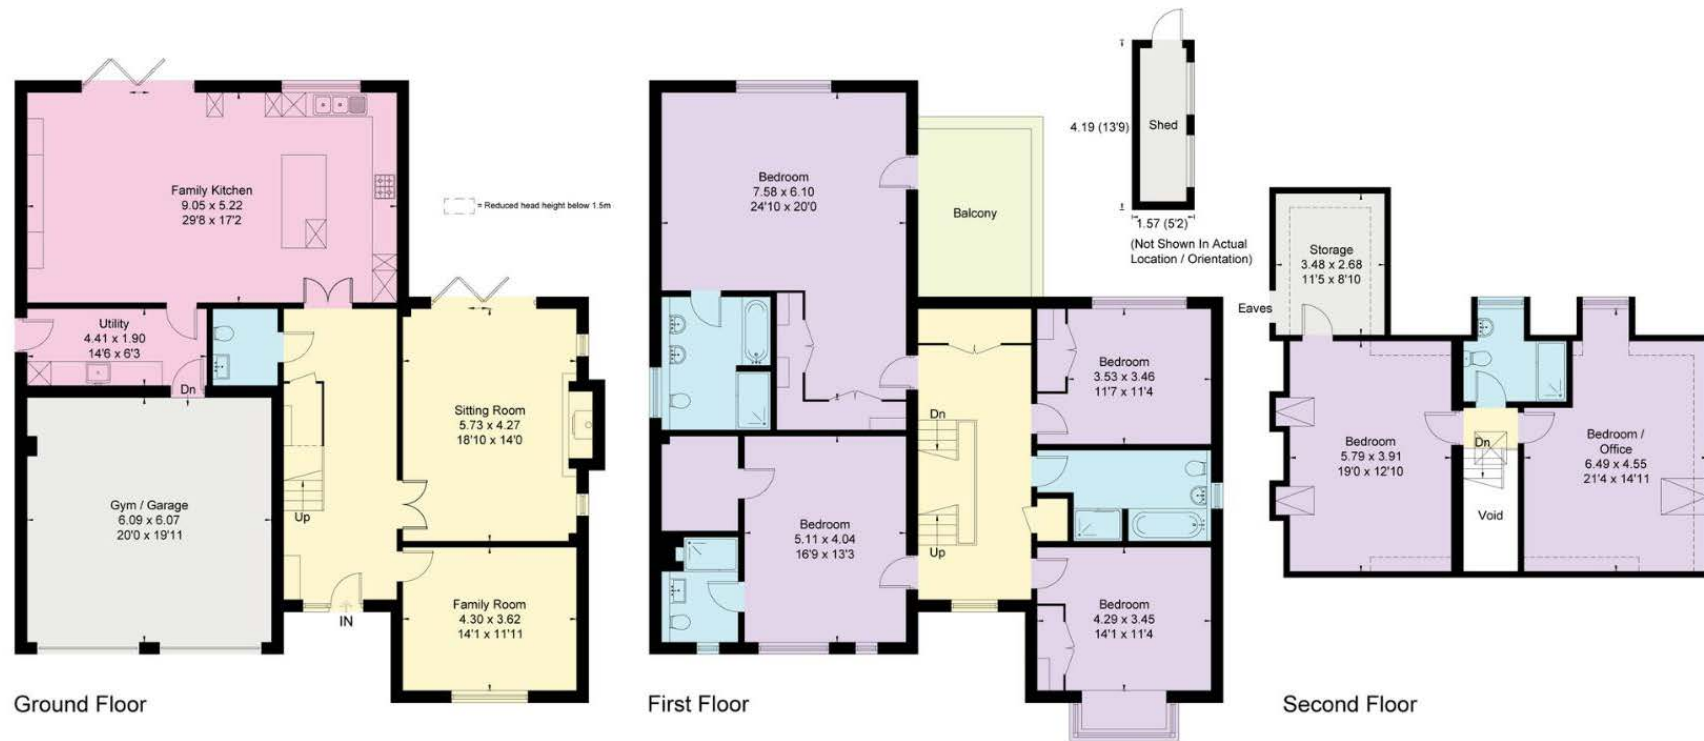 Family Kitchen
9.05 x 5.22
29'8 x 17'2
Utility
4.41 x 1.90
14'6 x 6'3
Dn
Gym / Garage
6.09 x 6.07
20'0 x 19'11
Up
IN
Sitting Room
5.73 x 4.27
18'10 x 14'0
Family Room
4.30 x 3.62
14'1 x 11'11
Ground Floor
= Reduced head height below 1.5m
Bedroom
7.58 x 6.10
24'10 x 20'0
Balcony
Bedroom
3.53 x 3.46
11'7 x 11'4
Dn
Up
Bedroom
5.11 x 4.04
16'9 x 13'3
Bedroom
4.29 x 3.45
14'1 x 11'4
First Floor
4.19 (13'9)
Shed
1.57 (5'2)
(Not Shown In Actual
Location / Orientation)
Storage
3.48 x 2.68
11'5 x 8'10
Eaves
Bedroom
5.79 x 3.91
19'0 x 12'10
Dn
Void
Bedroom /
Office
6.49 x 4.55
21'4 x 14'11
Second Floor